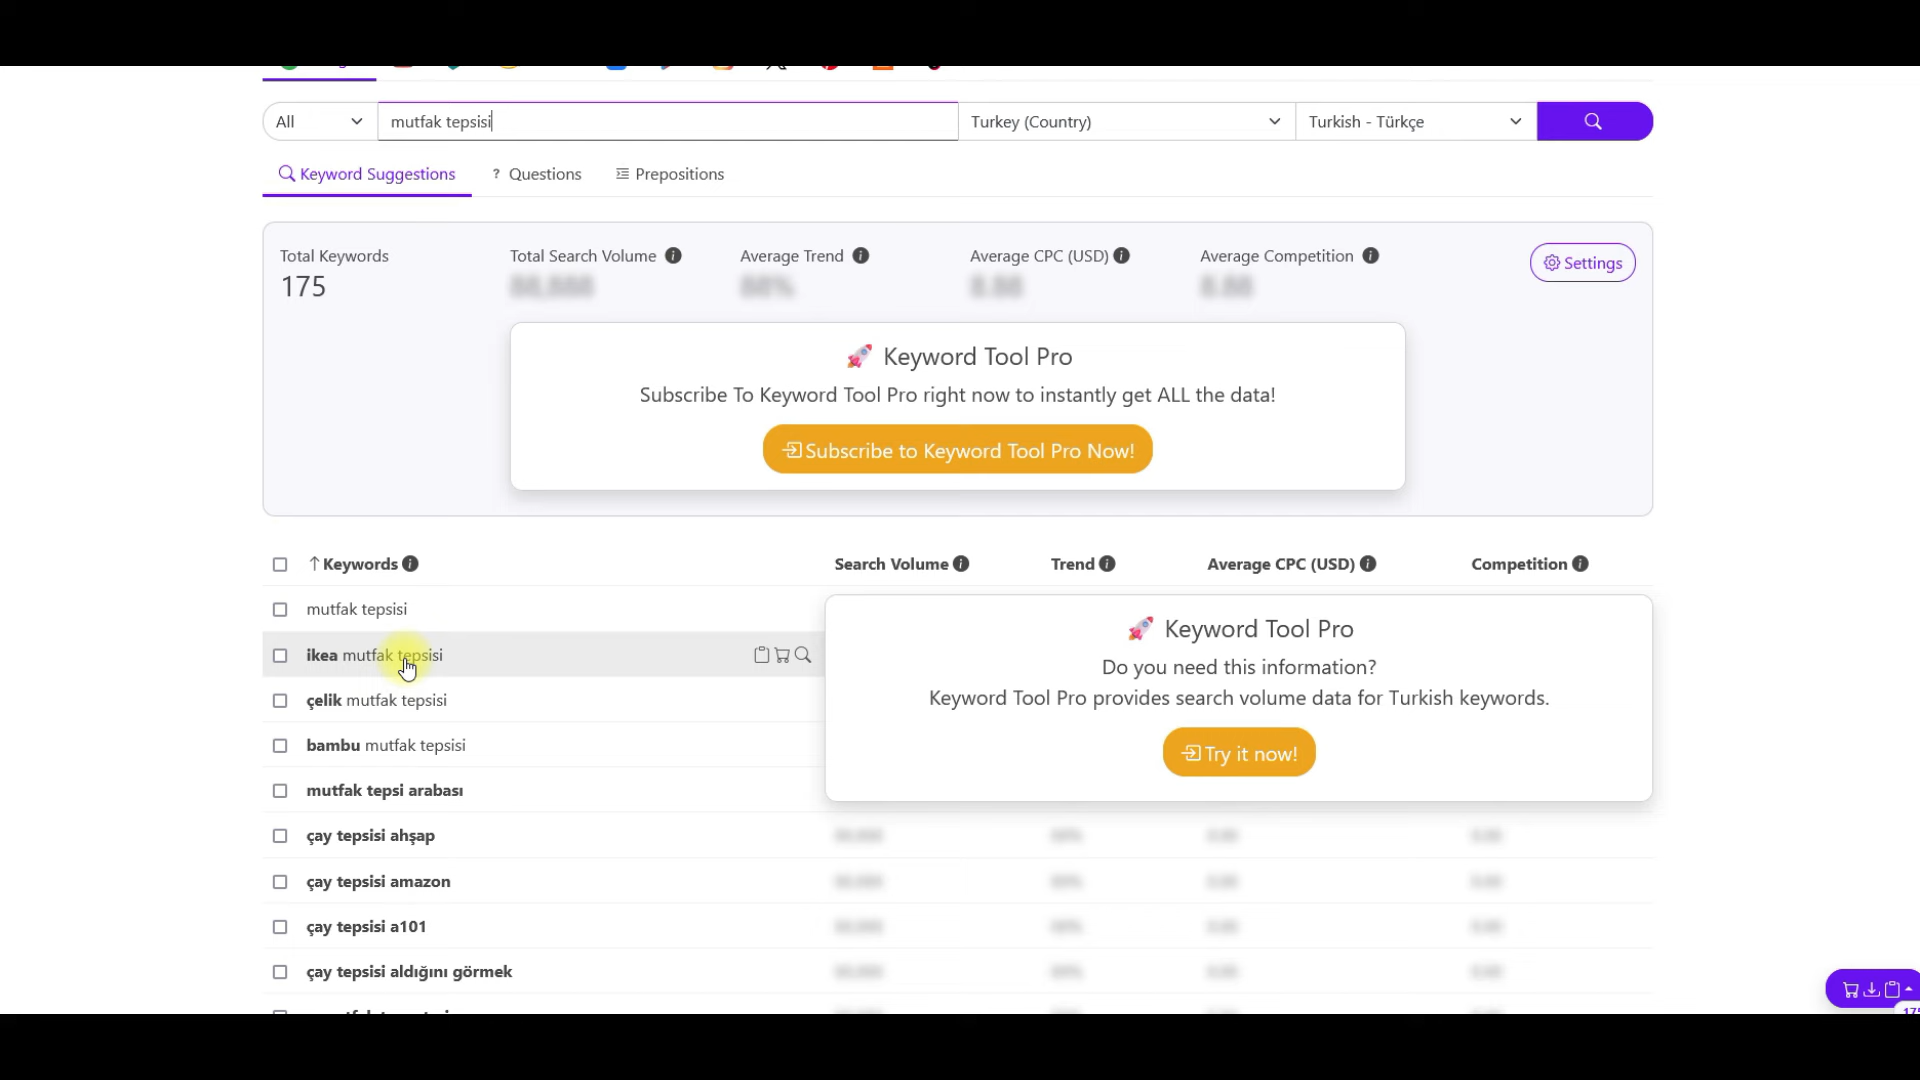 All
mutfak tepsisi
Turkey (Country)
Turkish - Türkçe
Keyword Suggestions
? Questions
Prepositions
Total Keywords
175
Total Search Volume
Average Trend
Average CPC (USD)
Average Competition
Settings
Keyword Tool Pro
Subscribe To Keyword Tool Pro right now to instantly get ALL the data!
Subscribe to Keyword Tool Pro Now!
↑ Keywords
Search Volume
Trend
Average CPC (USD)
Competition
mutfak tepsisi
ikea mutfak tepsisi
çelik mutfak tepsisi
bambu mutfak tepsisi
mutfak tepsi arabası
Keyword Tool Pro
Do you need this information?
Keyword Tool Pro provides search volume data for Turkish keywords.
Try it now!
çay tepsisi ahşap
çay tepsisi amazon
çay tepsisi a101
çay tepsisi aldığını görmek